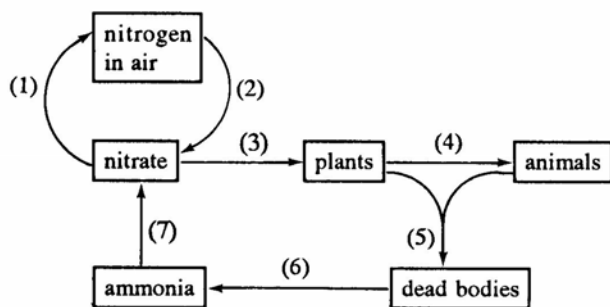 nitrogen
in air
(1)
(2)
nitrate
(3)
plants
(4)
animals
(7)
(5)
ammonia
(6)
dead bodies